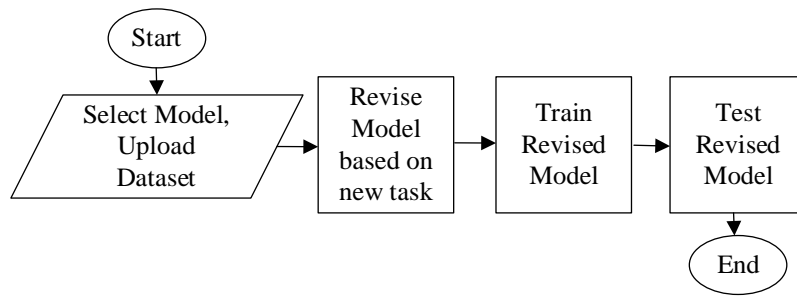 Start
Select Model,
Upload
Dataset
Revise
Model
based on
new task
Train
Revised
Model
Test
Revised
Model
End